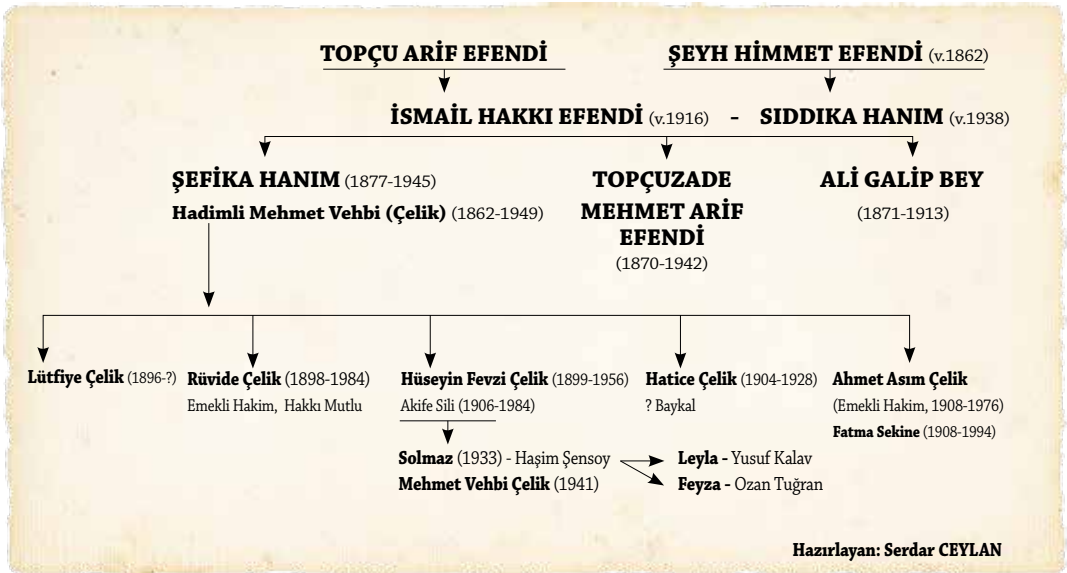 TOPÇU ARİF EFENDİ
ŞEYH HİMMET EFENDİ (v.1862)
İSMAİL HAKKI EFENDİ (v.1916) - SIDDIKA HANIM (v.1938)
ŞEFİKA HANIM (1877-1945)
Hadimli Mehmet Vehbi (Çelik) (1862-1949)
TOPÇUZADE
MEHMET ARİF
EFENDİ
(1870-1942)
ALİ GALİP BEY
(1871-1913)
Lütfiye Çelik (1896-?)
Rüvide Çelik (1898-1984)
Emekli Hakim, Hakkı Mutlu
Hüseyin Fevzi Çelik (1899-1956)
Akife Sili (1906-1984)
Hatice Çelik (1904-1928)
? Baykal
Ahmet Asım Çelik
(Emekli Hakim, 1908-1976)
Fatma Sekine (1908-1994)
Solmaz (1933) - Haşim Şensoy
Mehmet Vehbi Çelik (1941)
Leyla - Yusuf Kalav
Feyza - Ozan Tuğran
Hazırlayan: Serdar CEYLAN